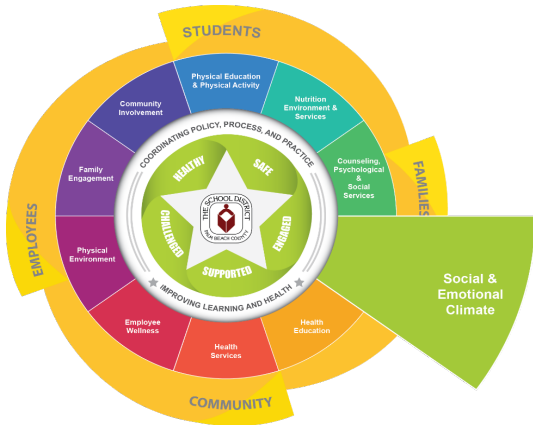 STUDENTS
Physical Education
& Physical Activity
Nutrition
Environment &
Services
Counseling,
Psychological
&
Social
Services
FAMILIES
Social &
Emotional
Climate
Health
Education
Health
Services
COMMUNITY
Employee
Wellness
Physical
Environment
EMPLOYEES
Family
Engagement
Community
Involvement
COORDINATING POLICY, PROCESS, AND PRACTICE
IMPROVING LEARNING AND HEALTH
HEALTHY
SAFE
ENGAGED
SUPPORTED
CHALLENGED
THE SCHOOL DISTRICT
PALM BEACH COUNTY